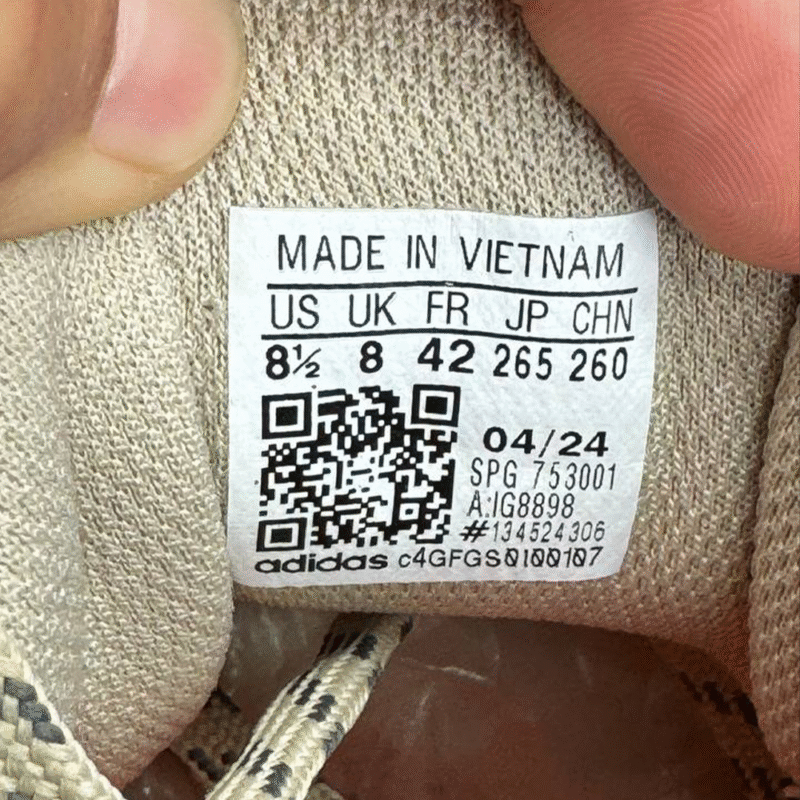 MADE IN VIETNAM
US UK FR JP CHN
8½ 8 42 265 260
04/24
SPG 753001
A:IG8898
#134524306
adidas c4GFGS0100107